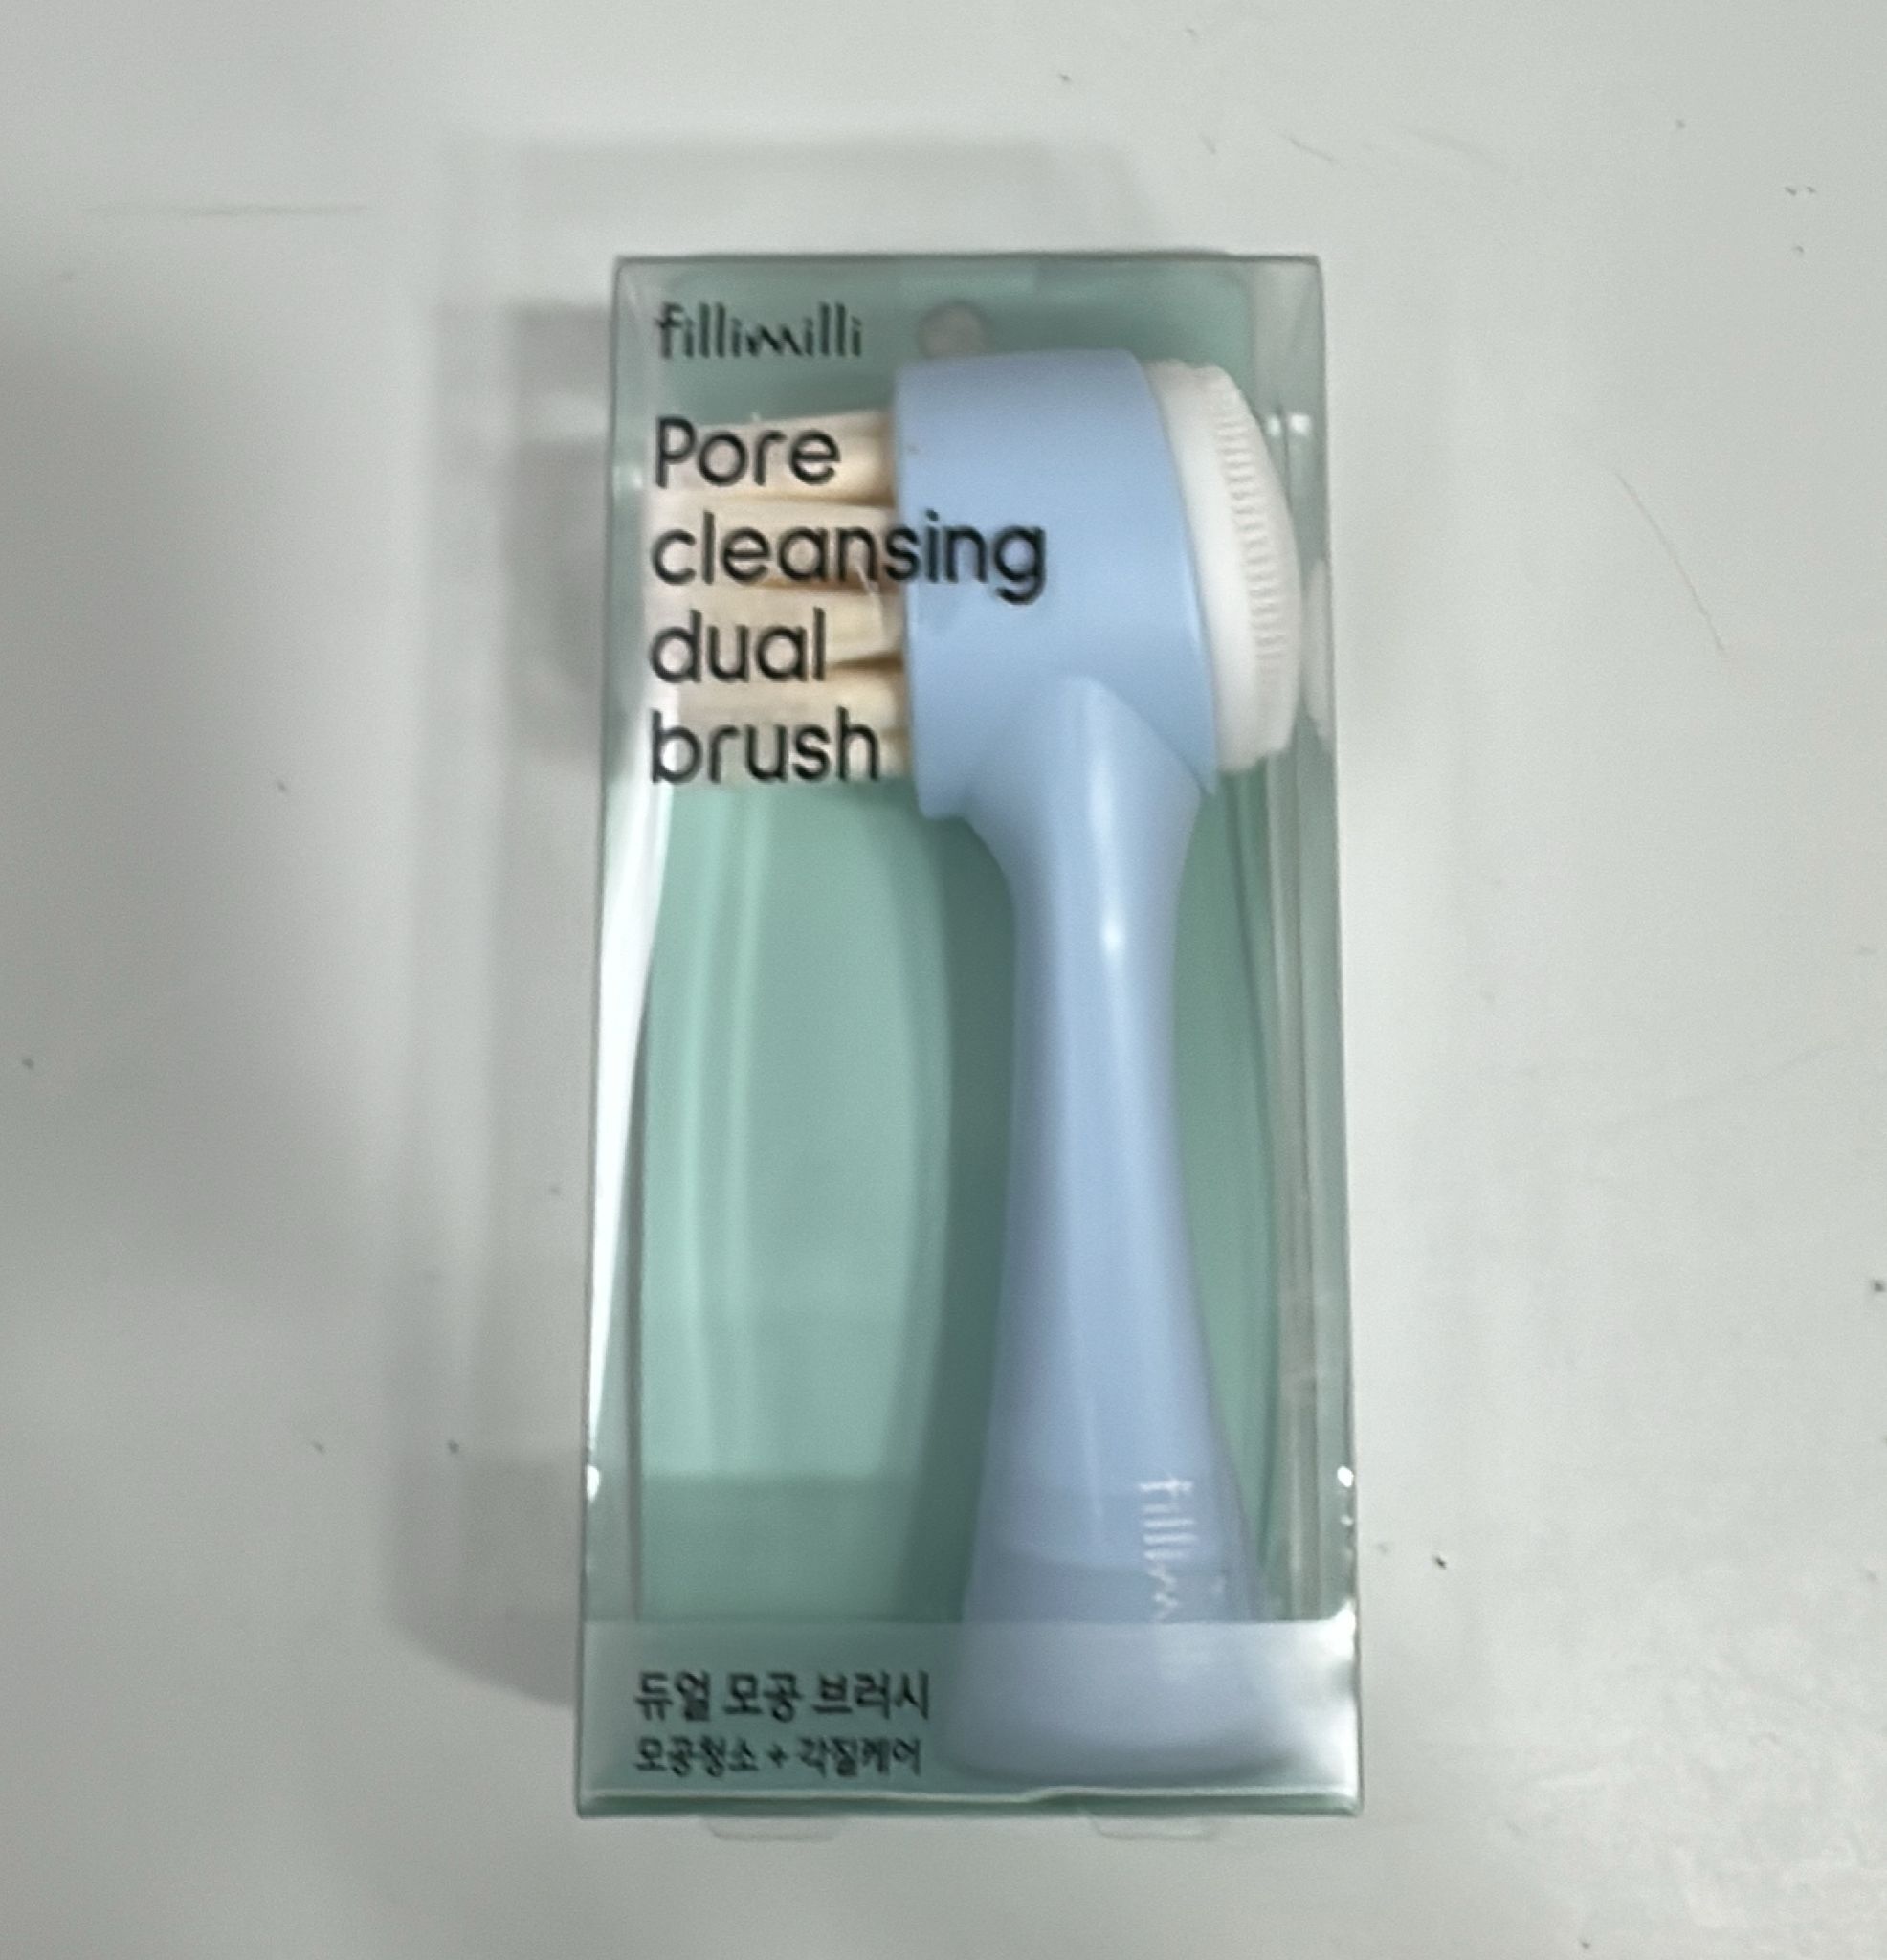 fillimilli
Pore
cleansing
dual
brush
fillim
듀얼 모공 브러시
모공청소 + 각질케어